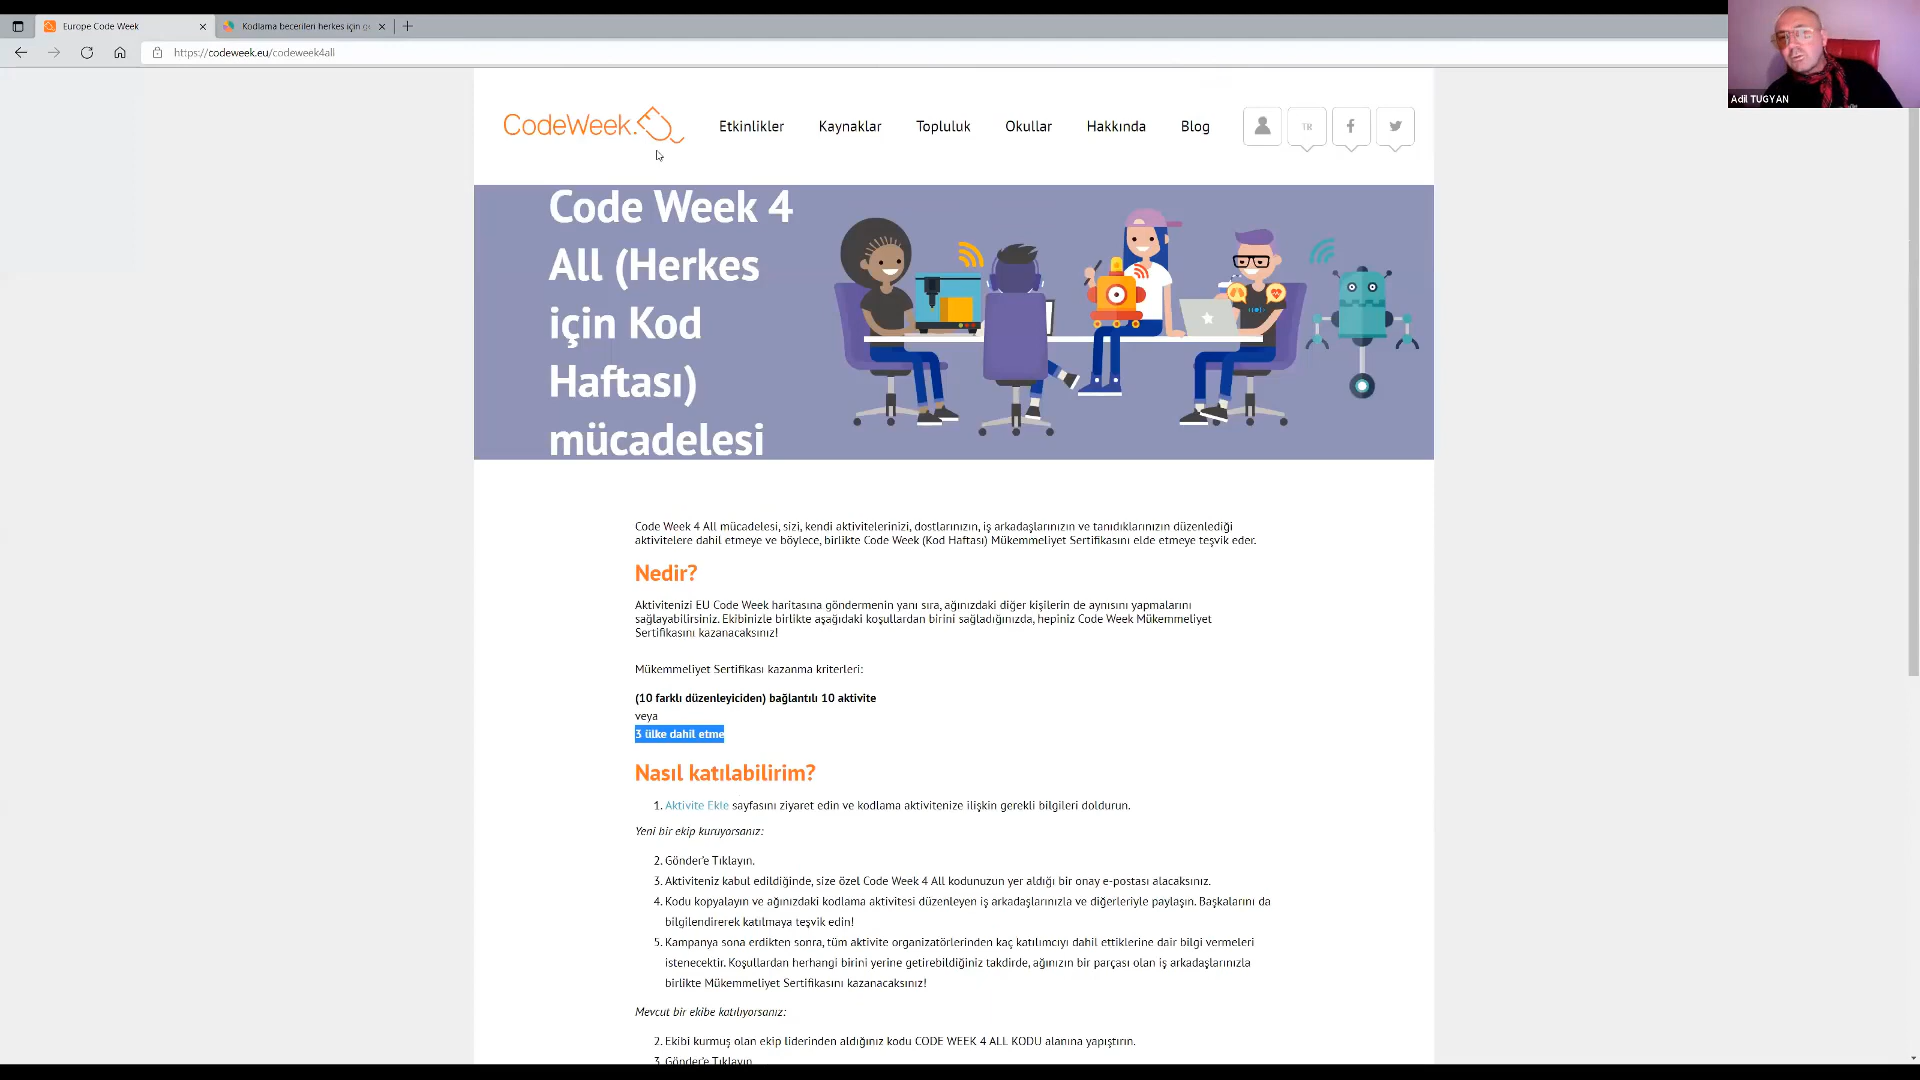 Europe Code Week
Kodlama becerileri herkes için ge
https://codeweek.eu/codeweek4all
Adil TUGYAN
CodeWeek.
Etkinlikler
Kaynaklar
Topluluk
Okullar
Hakkında
Blog
TR
Code Week 4
All (Herkes
için Kod
Haftası)
mücadelesi
Code Week 4 All mücadelesi, sizi, kendi aktivitelerinizi, dostlarınızın, iş arkadaşlarınızın ve tanıdıklarınızın düzenlediği
aktivitelere dahil etmeye ve böylece, birlikte Code Week (Kod Haftası) Mükemmeliyet Sertifikasını elde etmeye teşvik eder.
Nedir?
Aktivitenizi EU Code Week haritasına göndermenin yanı sıra, ağınızdaki diğer kişilerin de aynısını yapmalarını
sağlayabilirsiniz. Ekibinizle birlikte aşağıdaki koşullardan birini sağladığınızda, hepiniz Code Week Mükemmeliyet
Sertifikasını kazanacaksınız!
Mükemmeliyet Sertifikası kazanma kriterleri:
(10 farklı düzenleyiciden) bağlantılı 10 aktivite
veya
3 ülke dahil etme
Nasıl katılabilirim?
1. Aktivite Ekle sayfasını ziyaret edin ve kodlama aktivitenize ilişkin gerekli bilgileri doldurun.
Yeni bir ekip kuruyorsanız:
2. Gönder'e Tıklayın.
3. Aktiviteniz kabul edildiğinde, size özel Code Week 4 All kodunuzun yer aldığı bir onay e-postası alacaksınız.
4. Kodu kopyalayın ve ağınızdaki kodlama aktivitesi düzenleyen iş arkadaşlarınızla ve diğerleriyle paylaşın. Başkalarını da
bilgilendirerek katılmaya teşvik edin!
5. Kampanya sona erdikten sonra, tüm aktivite organizatörlerinden kaç katılımcıyı dahil ettiklerine dair bilgi vermeleri
istenecektir. Koşullardan herhangi birini yerine getirebildiğiniz takdirde, ağınızın bir parçası olan iş arkadaşlarınızla
birlikte Mükemmeliyet Sertifikasını kazanacaksınız!
Mevcut bir ekibe katılıyorsanız:
2. Ekibi kurmuş olan ekip liderinden aldığınız kodu CODE WEEK 4 ALL KODU alanına yapıştırın.
3. Gönder'e Tıklayın